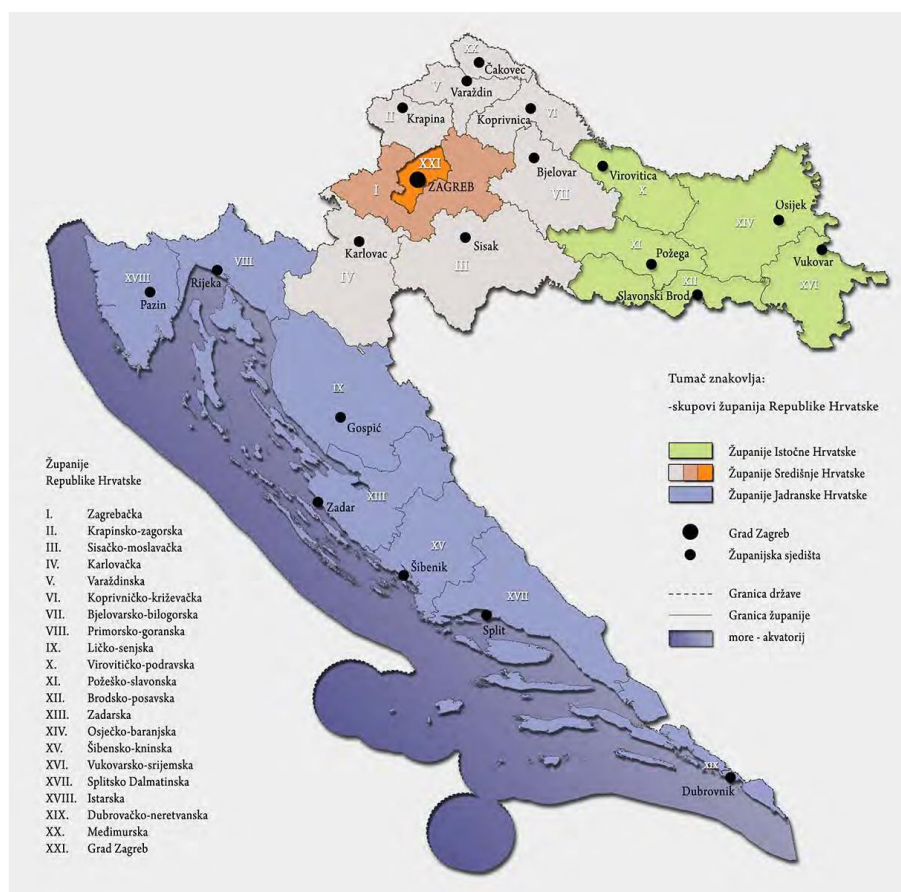 XX
Čakovec
V
Varaždin
II
Krapina
Koprivnica
VI
XXI
ZAGREB
I
Bjelovar
VII
Virovitica
X
Osijek
XIV
Karlovac
IV
Sisak
III
XI
Požega
Vukovar
XII
Slavonski Brod
XVI
XVIII
Pazin
VIII
Rijeka
IX
Gospić
XIII
Zadar
XV
Šibenik
XVII
Split
XIX
Dubrovnik
Tumač znakovlja:
-skupovi županija Republike Hrvatske
Županije Istočne Hrvatske
Županije Središnje Hrvatske
Županije Jadranske Hrvatske
Grad Zagreb
Županijska sjedišta
Granica države
Granica županije
more - akvatorij
Županije
Republike Hrvatske
I. Zagrebačka
II. Krapinsko-zagorska
III. Sisačko-moslavačka
IV. Karlovačka
V. Varaždinska
VI. Koprivničko-križevačka
VII. Bjelovarsko-bilogorska
VIII. Primorsko-goranska
IX. Ličko-senjska
X. Virovitičko-podravska
XI. Požeško-slavonska
XII. Brodsko-posavska
XIII. Zadarska
XIV. Osječko-baranjska
XV. Šibensko-kninska
XVI. Vukovarsko-srijemska
XVII. Splitsko Dalmatinska
XVIII. Istarska
XIX. Dubrovačko-neretvanska
XX. Međimurska
XXI. Grad Zagreb